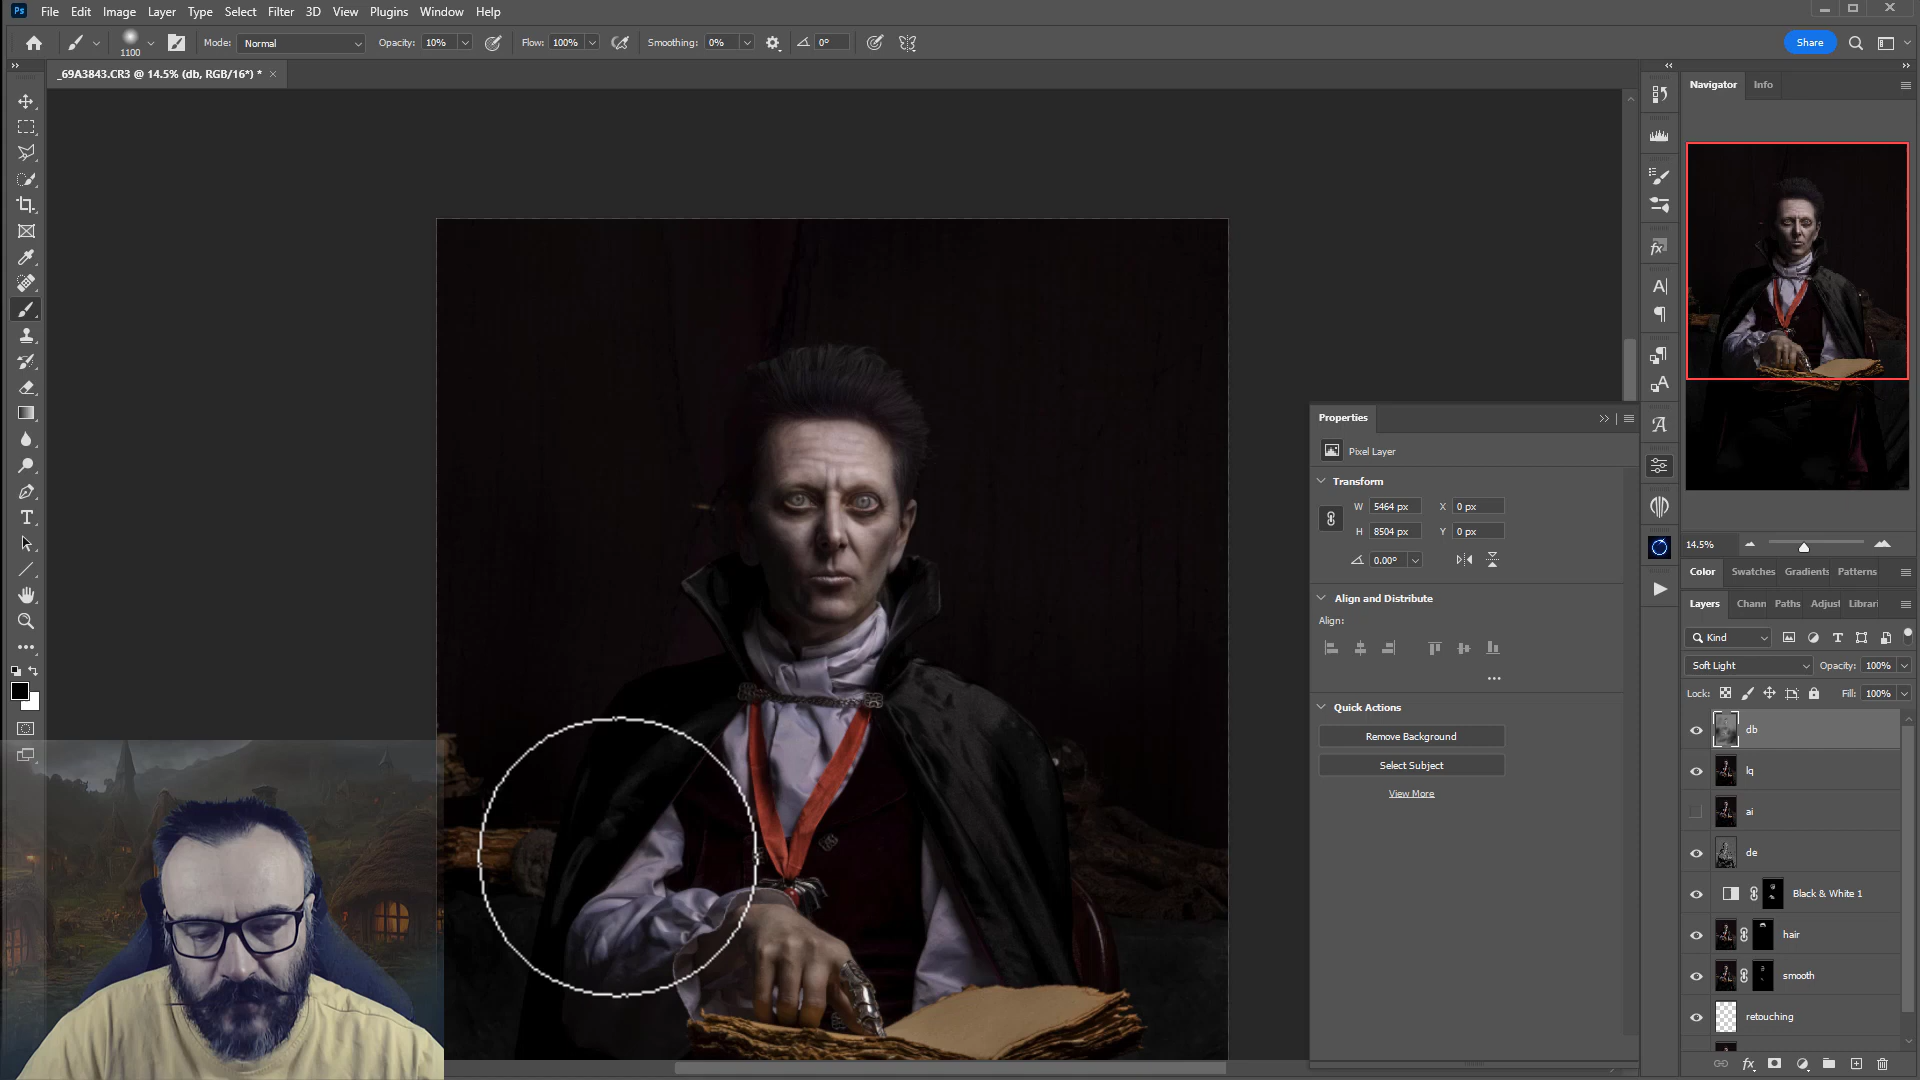 Ps File Edit Image Layer Type Select Filter 3D View Plugins Window Help
1100 Mode: Normal Opacity: 10% Flow: 100% Smoothing: 0% 0° Share
_69A3843.CR3 @ 14.5% (db, RGB/16*) * ×
Navigator Info
14.5%
Color Swatches Gradients Patterns
Layers Chann Paths Adjust Librari
Kind
Soft Light Opacity: 100%
Lock: Fill: 100%
db
lq
ai
de
Black & White 1
hair
smooth
retouching
Properties
Pixel Layer
Transform
W 5464 px X 0 px
H 8504 px Y 0 px
0.00°
Align and Distribute
Align:
Quick Actions
Remove Background
Select Subject
View More